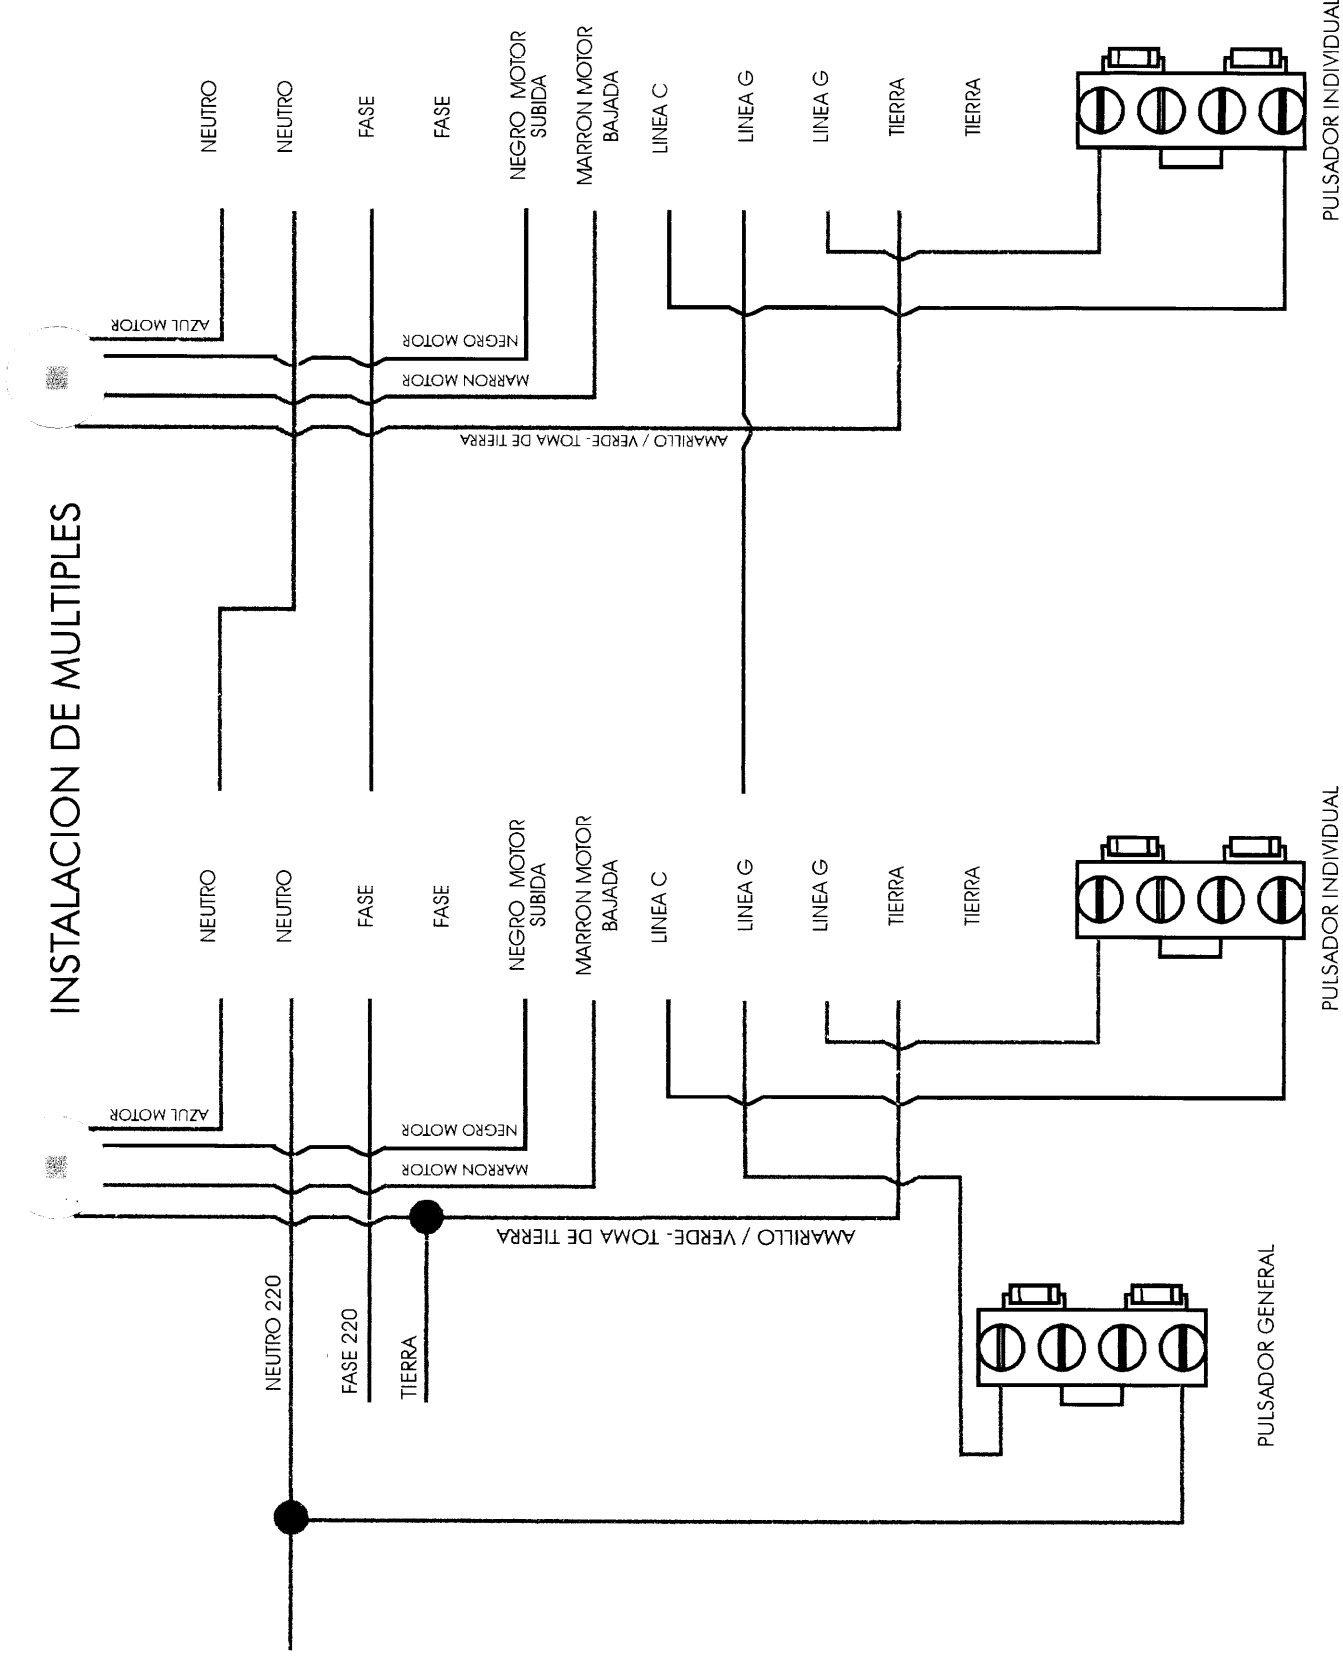 INSTALACION DE MULTIPLES
NEUTRO
NEUTRO
FASE
FASE
NEGRO MOTOR
SUBIDA
MARRON MOTOR
BAJADA
LINEA C
LINEA G
LINEA G
TIERRA
TIERRA
AZUL MOTOR
NEGRO MOTOR
MARRON MOTOR
AMARILLO / VERDE- TOMA DE TIERRA
NEUTRO 220
FASE 220
TIERRA
PULSADOR GENERAL
PULSADOR INDIVIDUAL
NEUTRO
NEUTRO
FASE
FASE
NEGRO MOTOR
SUBIDA
MARRON MOTOR
BAJADA
LINEA C
LINEA G
LINEA G
TIERRA
TIERRA
AZUL MOTOR
NEGRO MOTOR
MARRON MOTOR
AMARILLO / VERDE- TOMA DE TIERRA
PULSADOR INDIVIDUAL